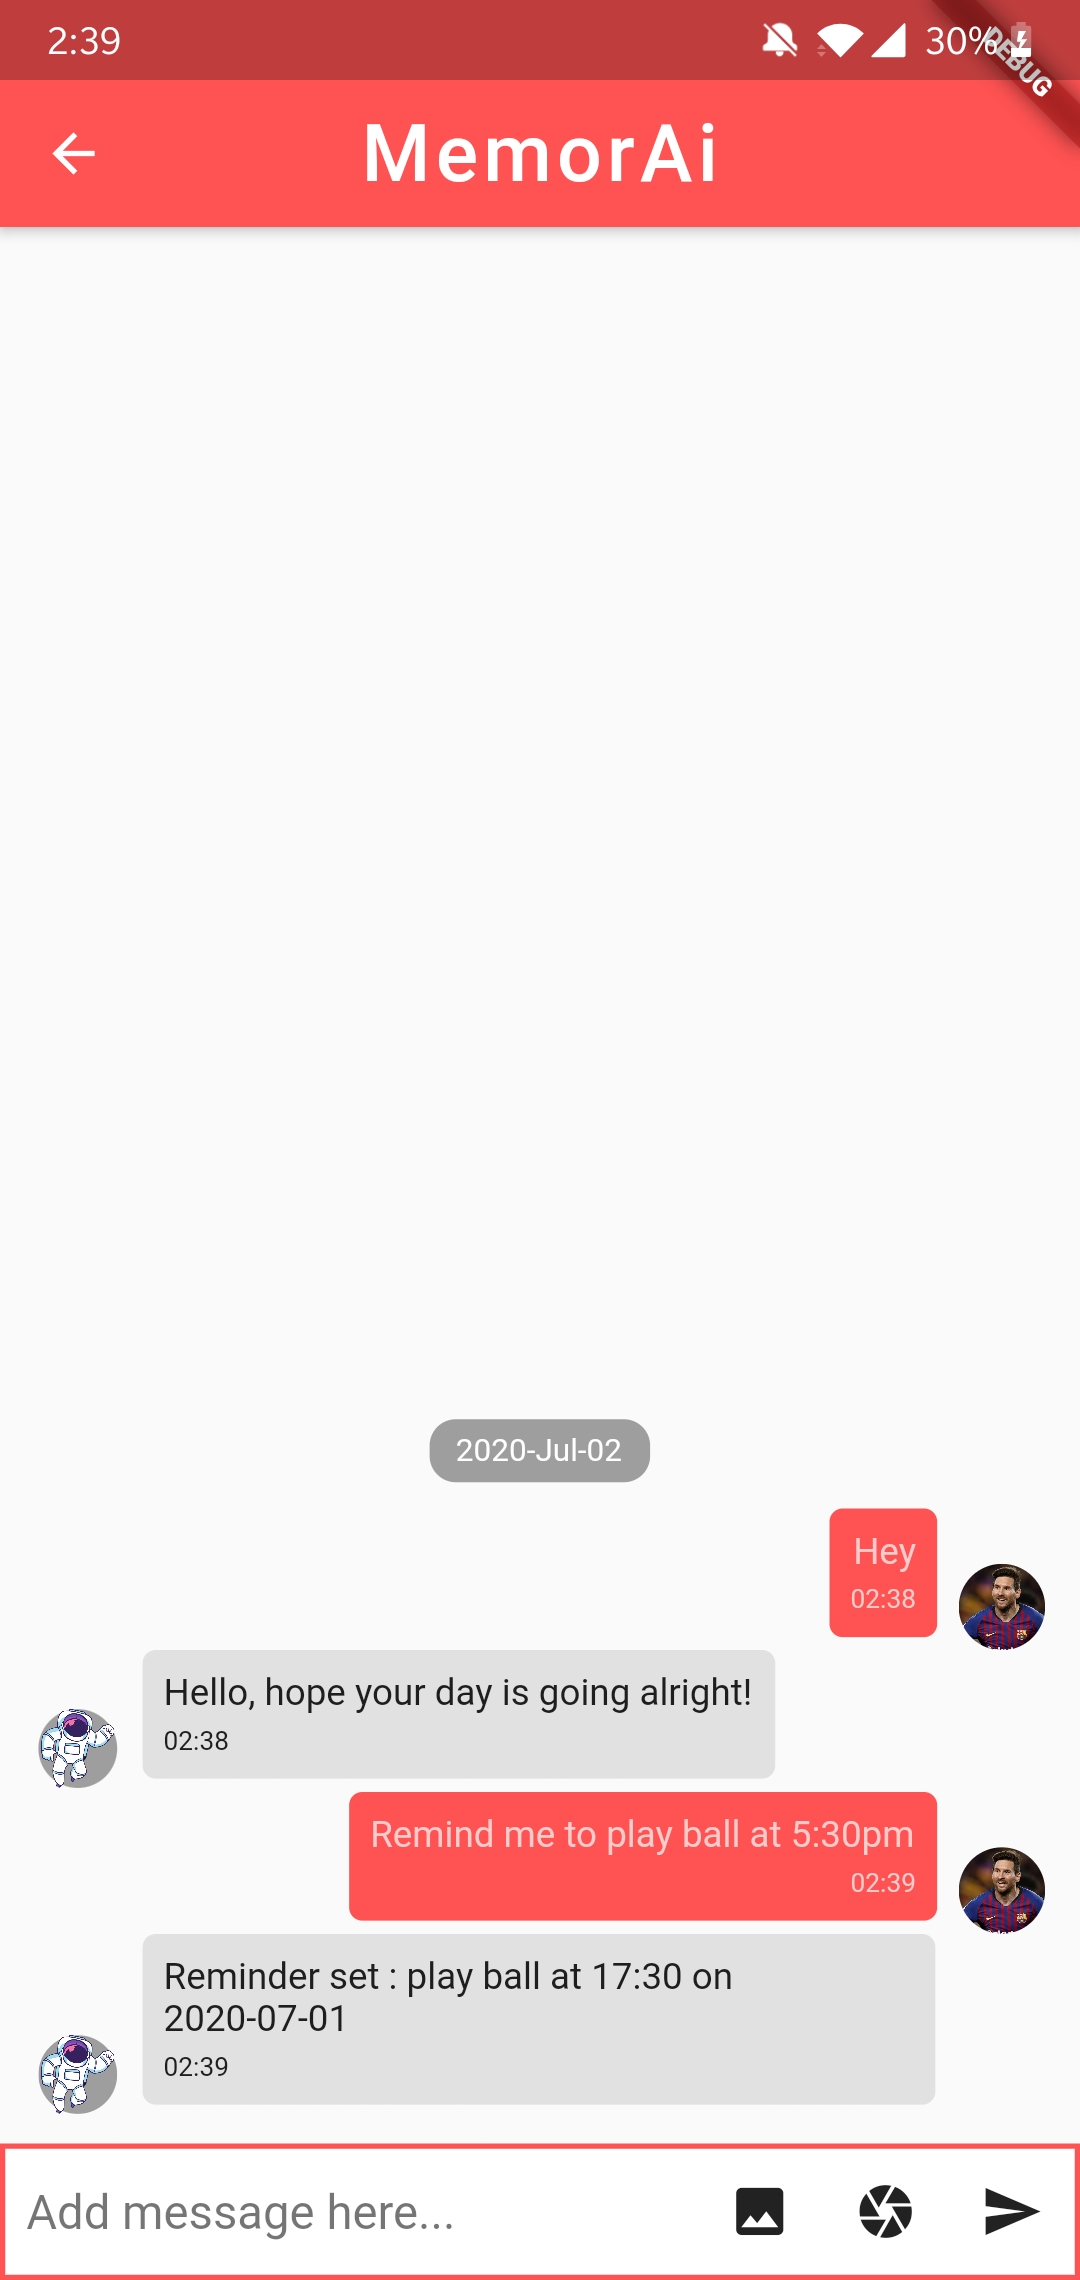 2:39
30%
DEBUG
MemorAi
2020-Jul-02
Hey
02:38
Hello, hope your day is going alright!
02:38
Remind me to play ball at 5:30pm
02:39
Reminder set : play ball at 17:30 on
2020-07-01
02:39
Add message here...